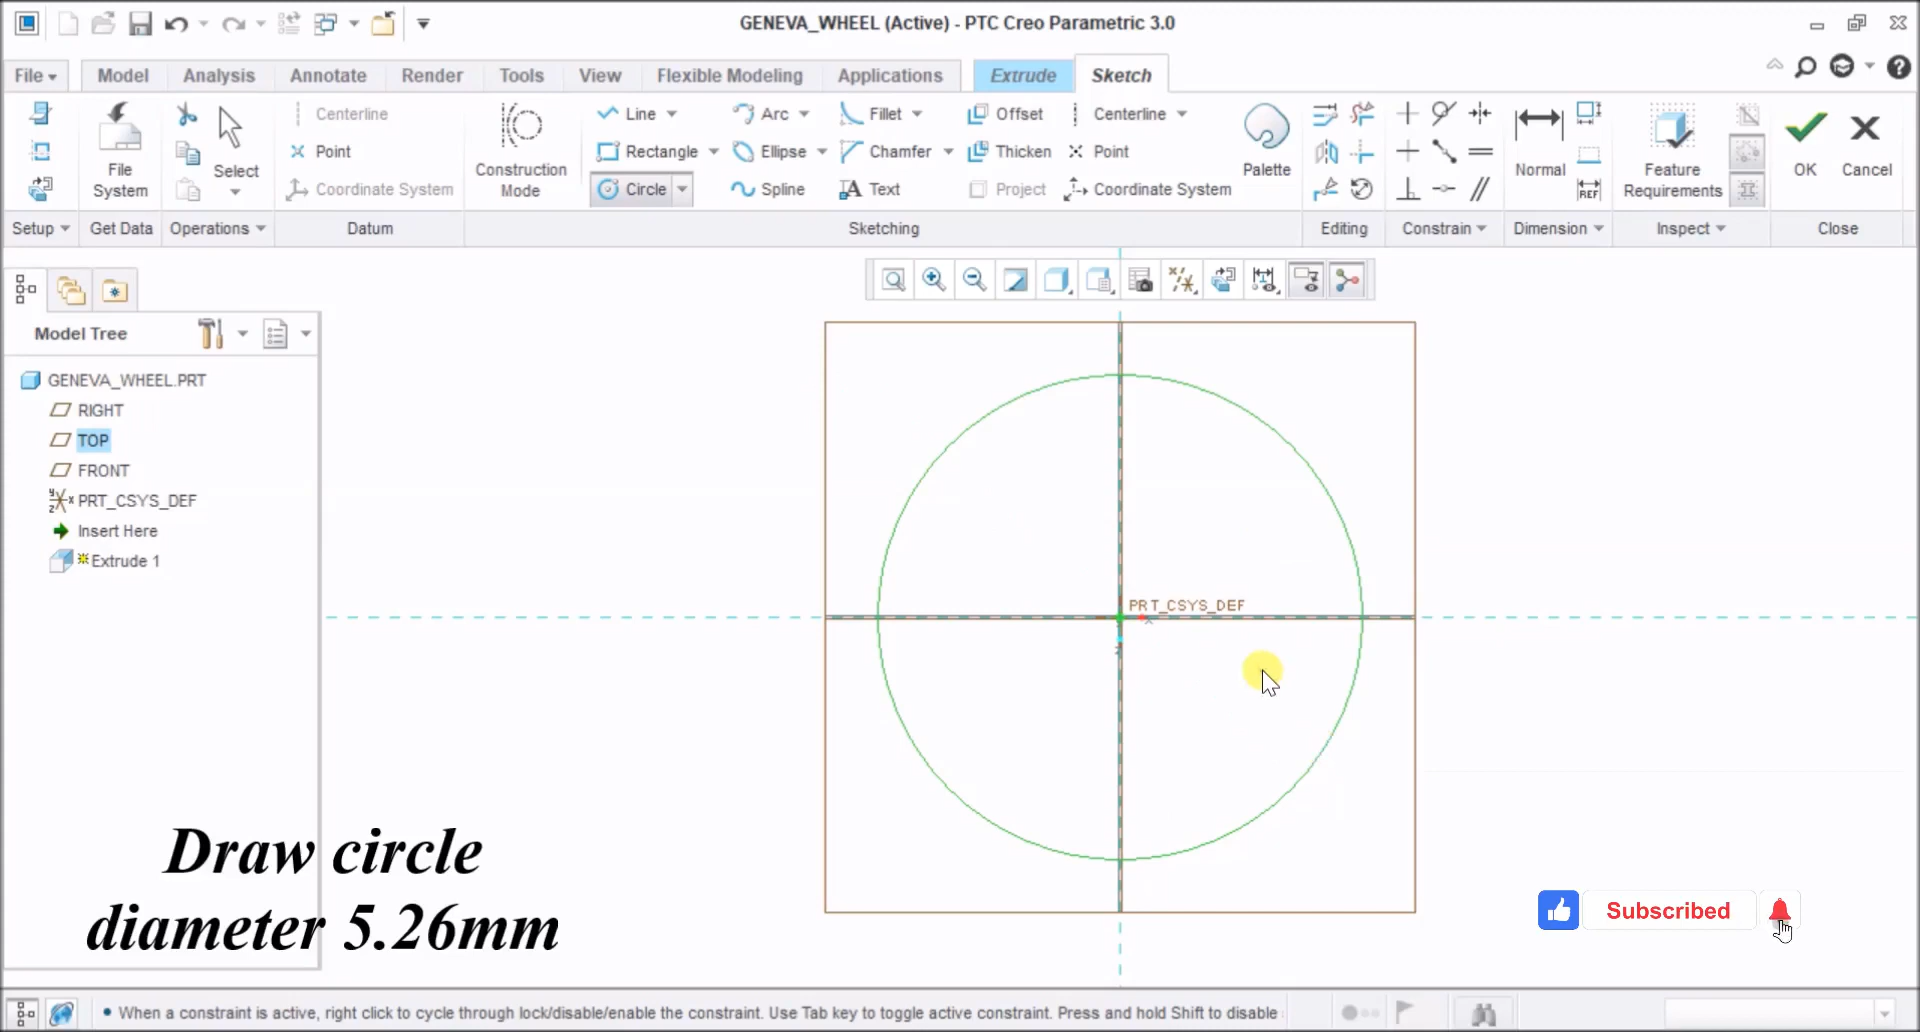 GENEVA_WHEEL (Active) - PTC Creo Parametric 3.0
File Model Analysis Annotate Render Tools View Flexible Modeling Applications Extrude Sketch
Centerline Line Arc Fillet Offset Centerline
Point Rectangle Ellipse Chamfer Thicken Point
Coordinate System Circle Spline Text Project Coordinate System
File System
Select
Construction Mode
Palette
Normal
REF
Feature Requirements
OK
Cancel
Setup Get Data Operations Datum Sketching Editing Constrain Dimension Inspect Close
Model Tree
GENEVA_WHEEL.PRT
RIGHT
TOP
FRONT
PRT_CSYS_DEF
Insert Here
Extrude 1
PRT_CSYS_DEF
Draw circle
diameter 5.26mm
Subscribed
When a constraint is active, right click to cycle through lock/disable/enable the constraint. Use Tab key to toggle active constraint. Press and hold Shift to disable